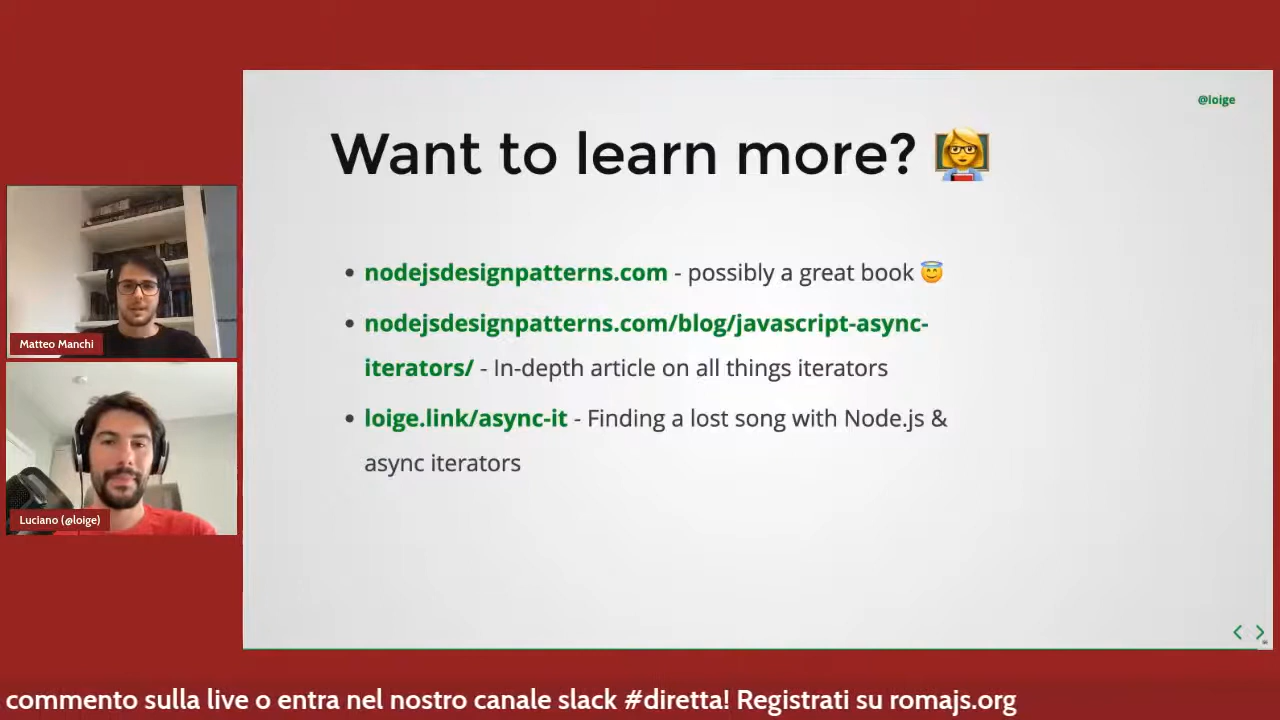 @loige
Want to learn more?
nodejsdesignpatterns.com - possibly a great book
nodejsdesignpatterns.com/blog/javascript-async-
iterators/ - In-depth article on all things iterators
loige.link/async-it - Finding a lost song with Node.js &
async iterators
Matteo Manchi
Luciano (@loige)
commento sulla live o entra nel nostro canale slack #diretta! Registrati su romajs.org